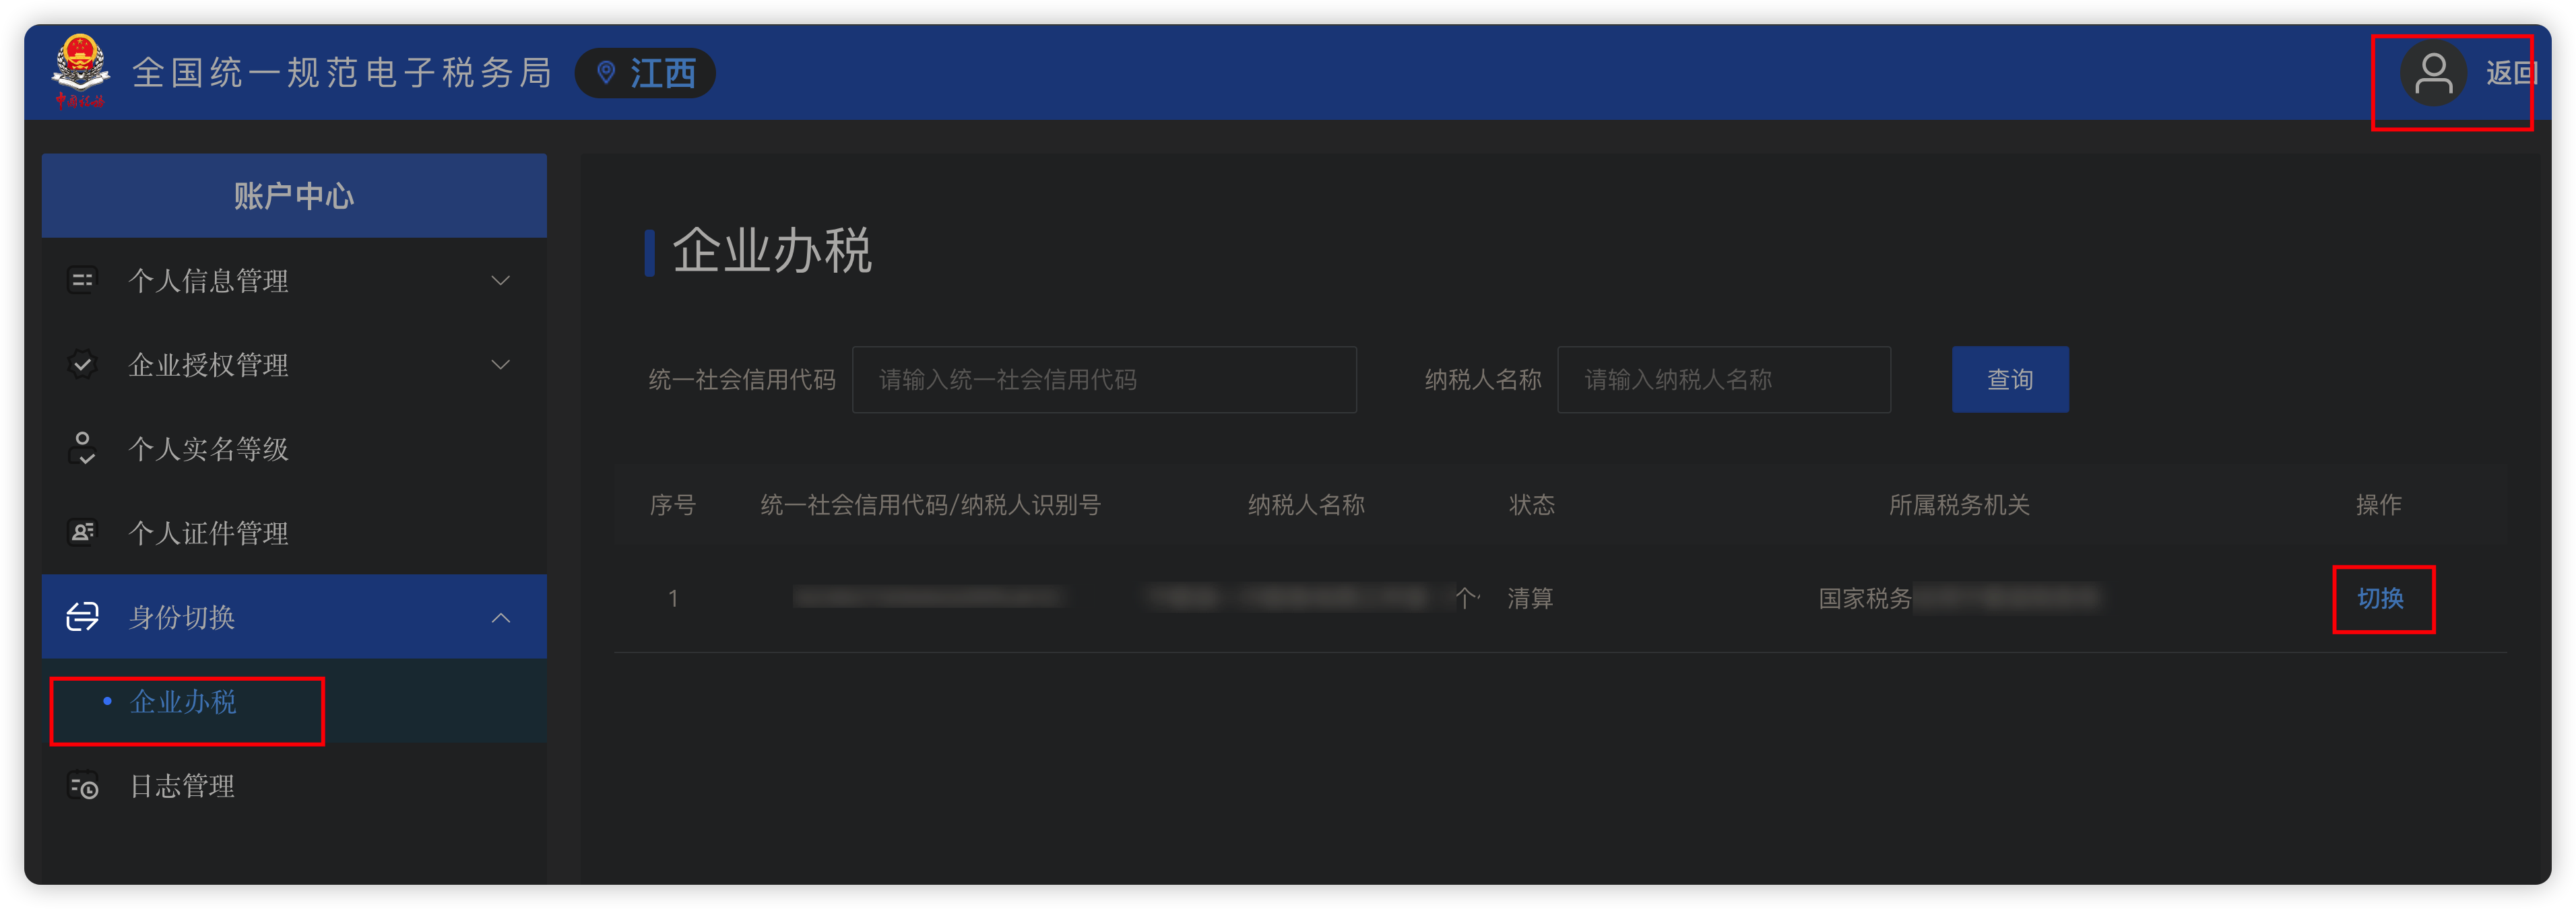 中国税务
全国统一规范电子税务局
江西
返回
账户中心
个人信息管理
企业授权管理
个人实名等级
个人证件管理
身份切换
企业办税
日志管理
企业办税
统一社会信用代码 请输入统一社会信用代码 纳税人名称 请输入纳税人名称 查询
序号 统一社会信用代码/纳税人识别号 纳税人名称 状态 所属税务机关 操作
1 个 清算 国家税务 切换